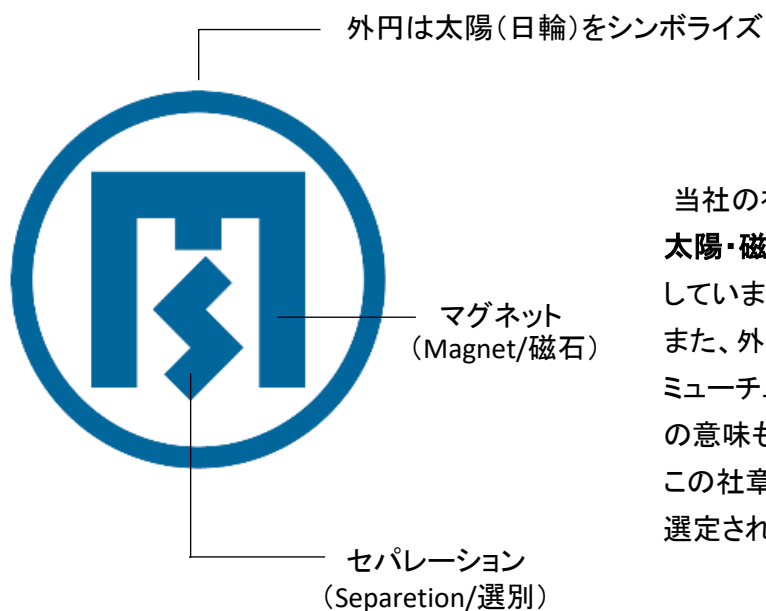 外円は太陽（日輪）をシンボライズ
マグネット
（Magnet/磁石）
セパレーション
（Separetion/選別）
当社の
太陽・磁
していま
また、外
ミューチュ
の意味も
この社章
選定され